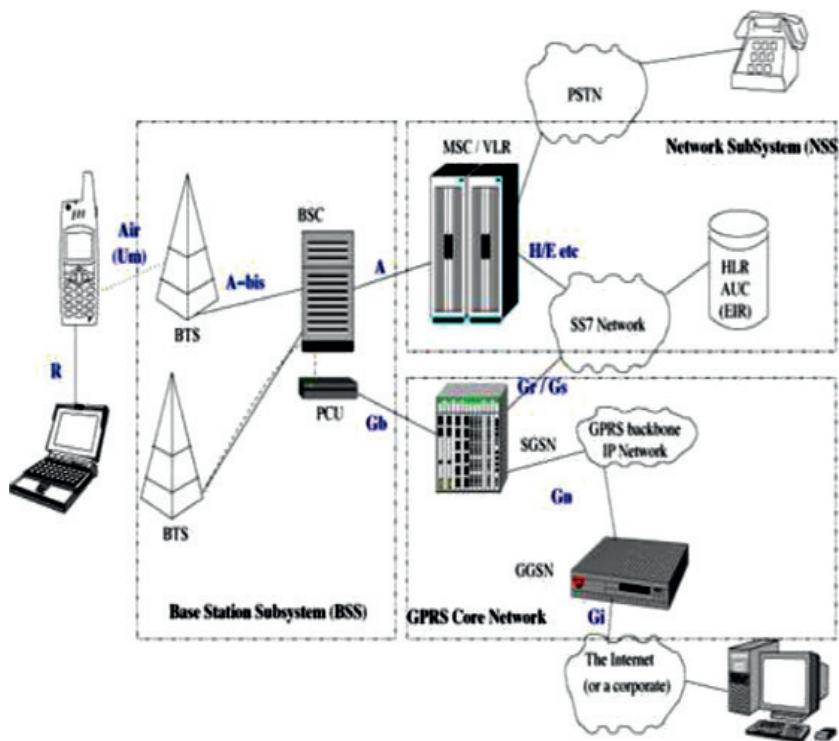 PSTN
MSC / VLR
Network SubSystem (NSS
BSC
Air
(Um)
A-bis
A
H/E etc
HLR
AUC
(EIR)
BTS
SS7 Network
R
PCU
Gb
Gr / Gs
SGSN
GPRS backbone
IP Network
Gn
BTS
GGSN
Base Station Subsystem (BSS)
GPRS Core Network
Gi
The Internet
(or a corporate)